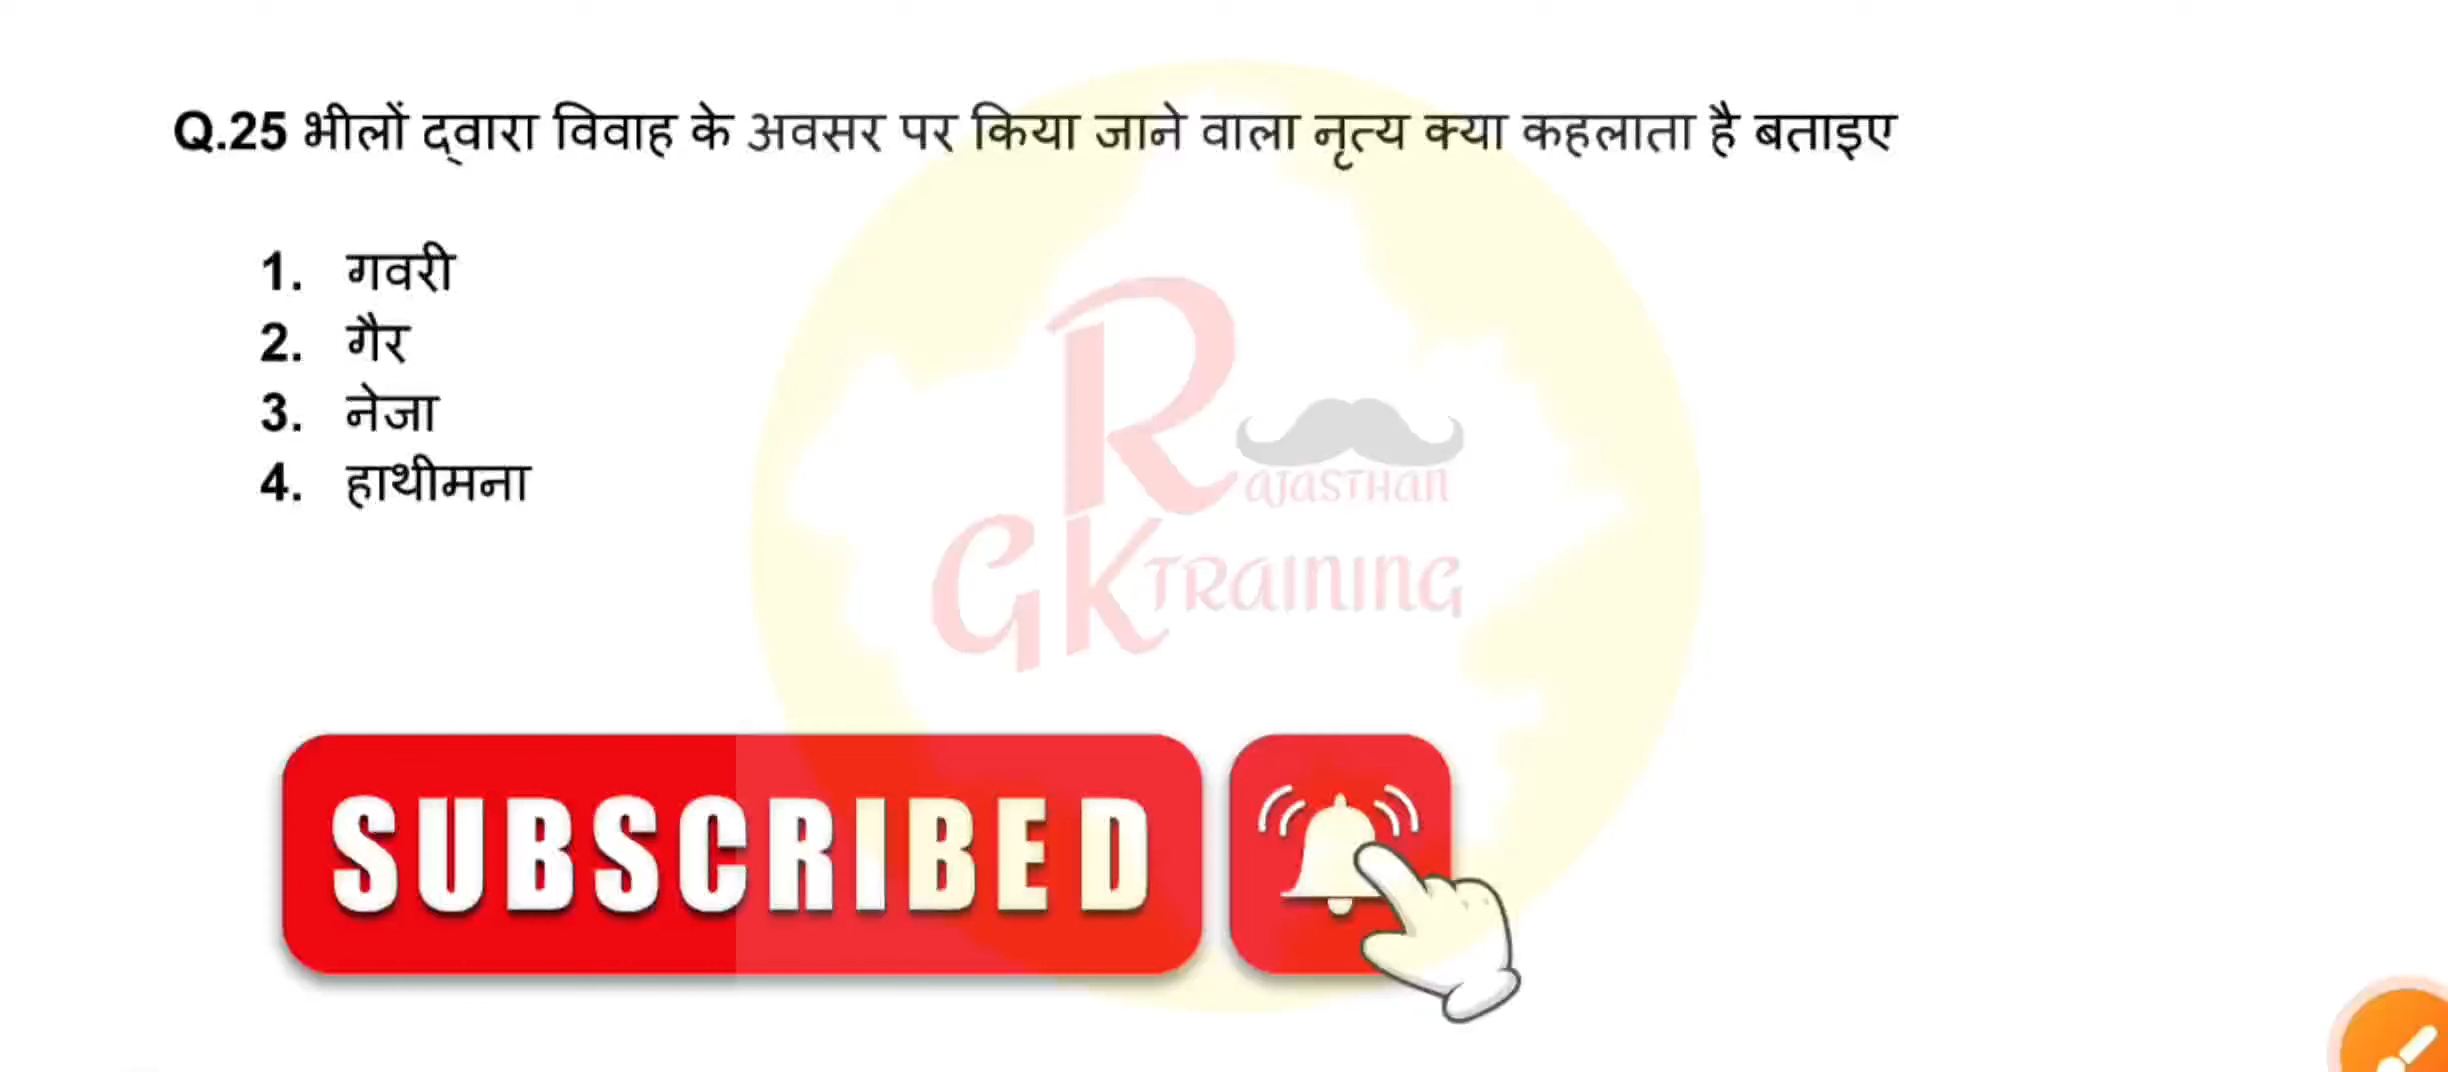 Q.25 भीलों द्वारा विवाह के अवसर पर किया जाने वाला नृत्य क्या कहलाता है बताइए
1. गवरी
2. गैर
3. नेजा
4. हाथीमना
RAJASTHAN
GK TRAINING
SUBSCRIBED